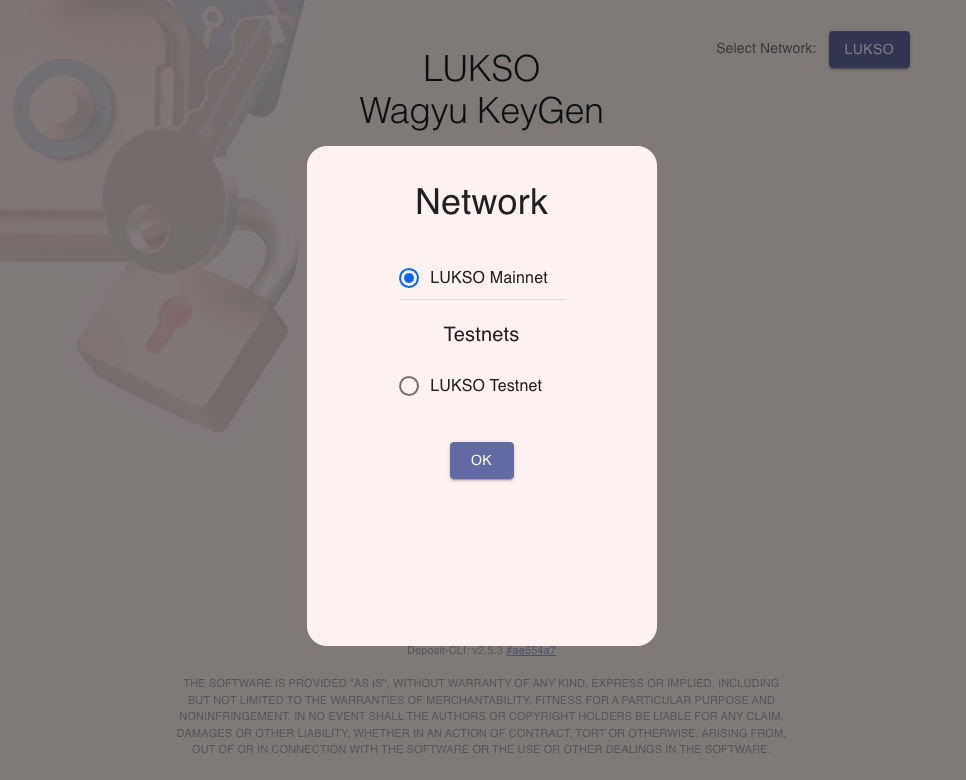 Select Network: LUKSO
LUKSO
Wagyu KeyGen
Network
LUKSO Mainnet
Testnets
LUKSO Testnet
OK
Deposit-CLI: v2.5.3 #ae554a7
THE SOFTWARE IS PROVIDED "AS IS", WITHOUT WARRANTY OF ANY KIND, EXPRESS OR IMPLIED, INCLUDING
BUT NOT LIMITED TO THE WARRANTIES OF MERCHANTABILITY, FITNESS FOR A PARTICULAR PURPOSE AND
NONINFRINGEMENT. IN NO EVENT SHALL THE AUTHORS OR COPYRIGHT HOLDERS BE LIABLE FOR ANY CLAIM,
DAMAGES OR OTHER LIABILITY, WHETHER IN AN ACTION OF CONTRACT, TORT OR OTHERWISE, ARISING FROM,
OUT OF OR IN CONNECTION WITH THE SOFTWARE OR THE USE OR OTHER DEALINGS IN THE SOFTWARE.